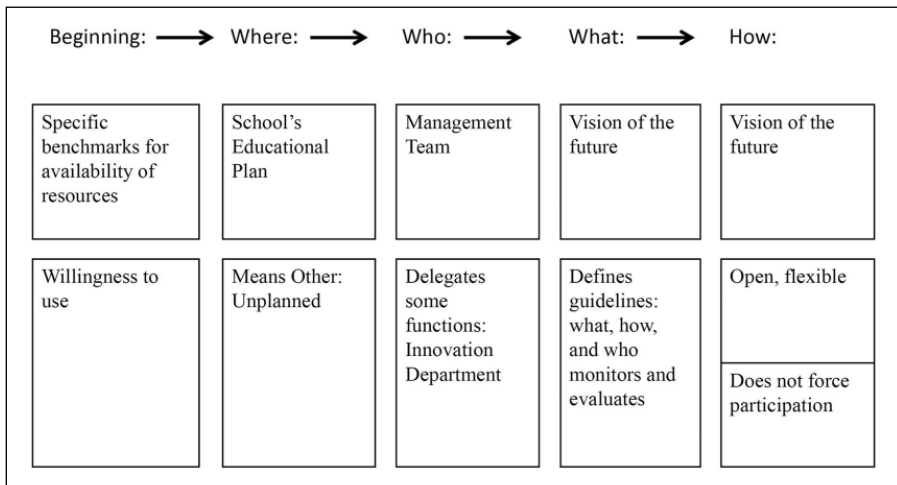 Beginning:
Where:
Who:
What:
How:
Specific
benchmarks for
availability of
resources
School's
Educational
Plan
Management
Team
Vision of the
future
Vision of the
future
Willingness to
use
Means Other:
Unplanned
Delegates
some
functions:
Innovation
Department
Defines
guidelines:
what, how,
and who
monitors and
evaluates
Open, flexible
Does not force
participation